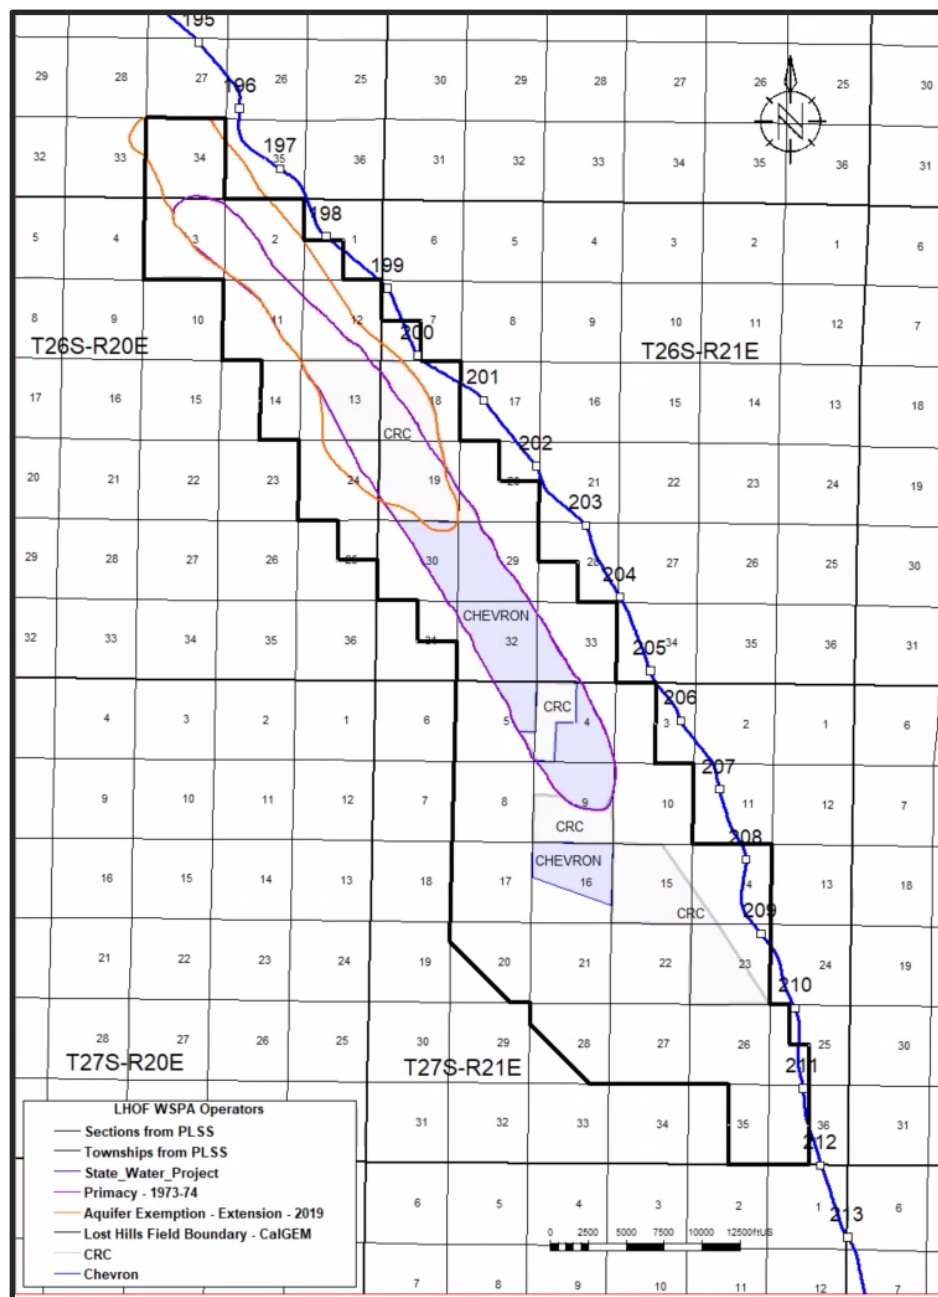 195
29 28 27 196 26 25 30 29 28 27 26 25 30
32 33 34 197 35 36 31 32 33 34 35 36 31
198
5 4 3 2 1 6 5 4 3 2 1 6
199
8 9 10 11 12 200 7 8 9 10 11 12 7
T26S-R20E T26S-R21E
201
17 16 15 14 13 18 17 16 15 14 13 18
CRC
202
20 21 22 23 24 19 20 21 22 23 24 19
203
29 28 27 26 25 30 29 28 27 26 25 30
204
CHEVRON
32 33 34 35 36 31 32 33 34 35 36 31
205
206
CRC
4 3 2 1 6 5 4 3 2 1 6
207
9 10 11 12 7 8 9 10 11 12 7
CRC
208
CHEVRON
16 15 14 13 18 17 16 15 4 13 18
209
CRC
21 22 23 24 19 20 21 22 23 24 19
210
28 27 26 25 30 29 28 27 26 25 30
T27S-R20E T27S-R21E
211
31 32 33 34 35 36 31
212
6 5 4 3 2 1 6
213
7 8 9 10 11 12 7
0 2500 5000 7500 10000 12500ftUS
LHOF WSPA Operators
Sections from PLSS
Townships from PLSS
State_Water_Project
Primacy - 1973-74
Aquifer Exemption - Extension - 2019
Lost Hills Field Boundary - CalGEM
CRC
Chevron